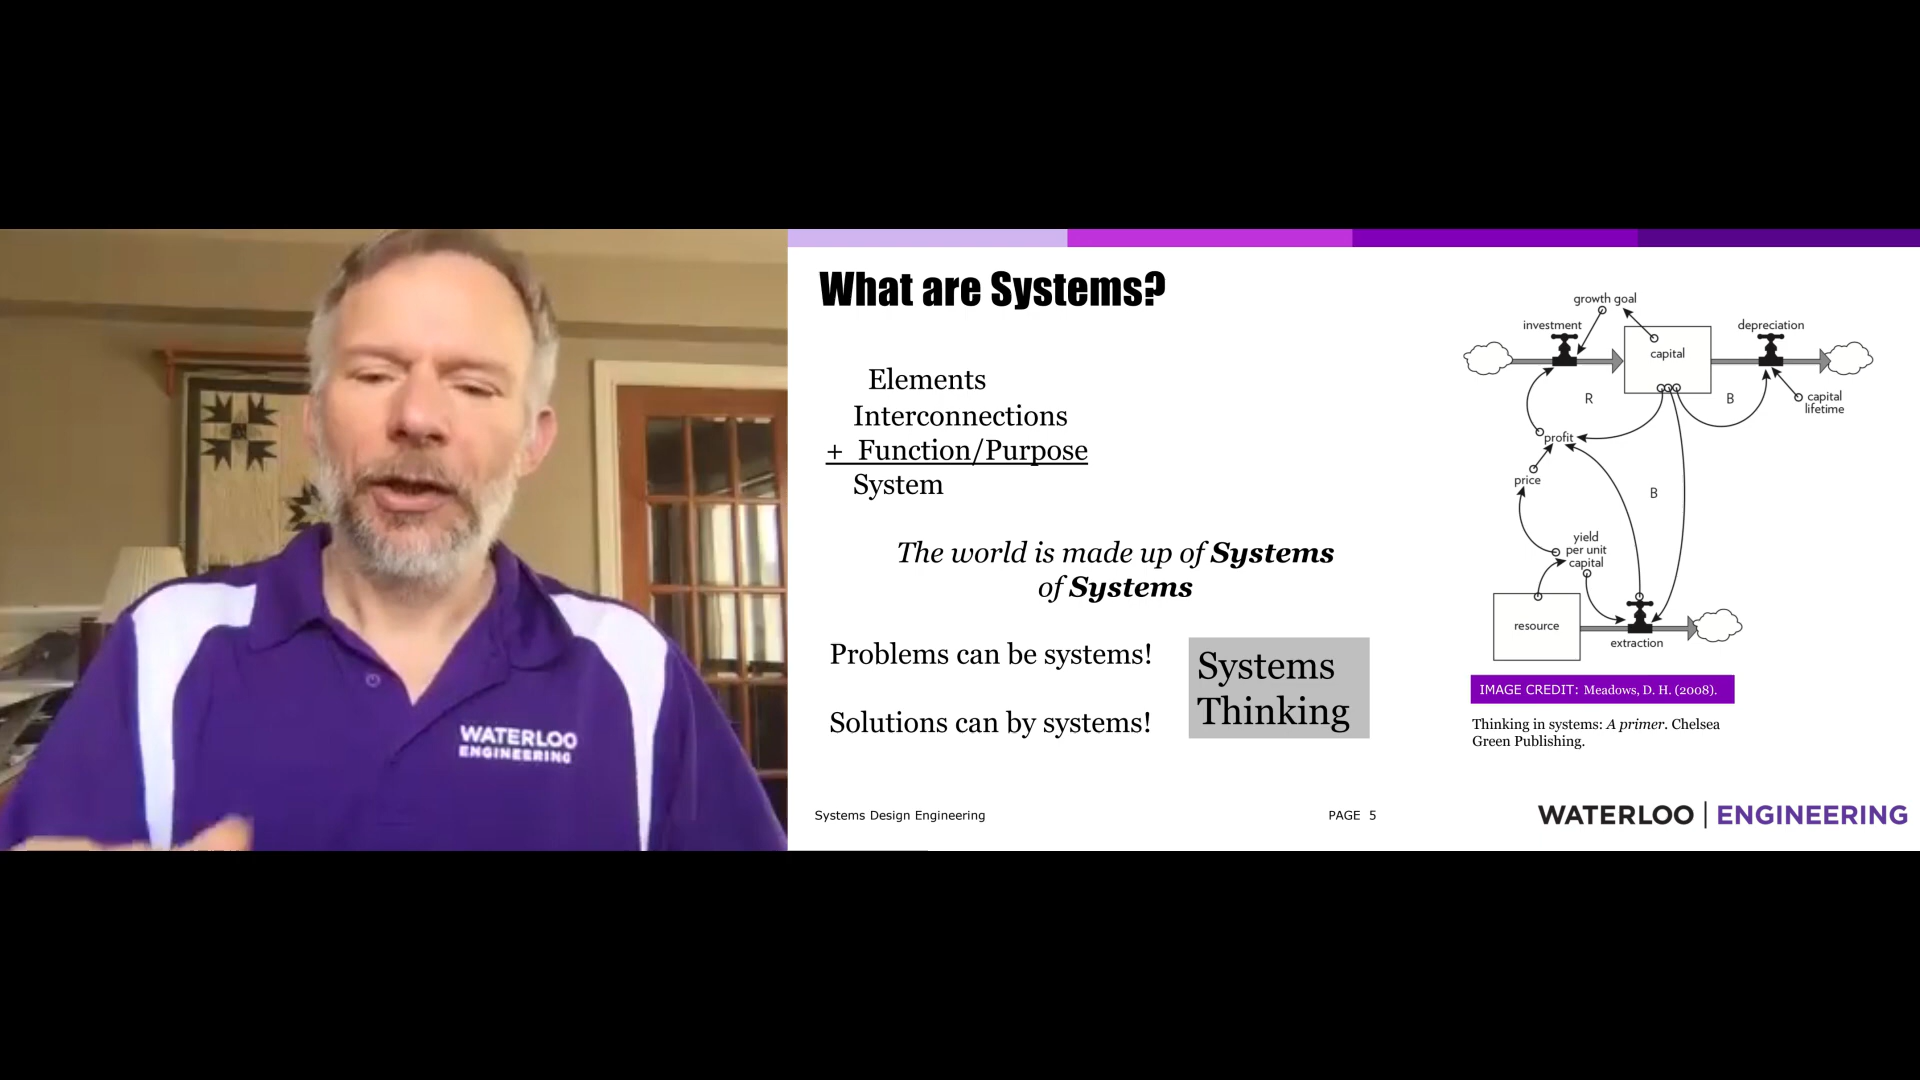 WATERLOO
ENGINEERING
What are Systems?
Elements
Interconnections
+ Function/Purpose
System
The world is made up of Systems
of Systems
Problems can be systems!
Solutions can by systems!
Systems
Thinking
growth goal
investment
capital
depreciation
R
B
capital
lifetime
profit
price
B
yield
per unit
capital
resource
extraction
IMAGE CREDIT: Meadows, D. H. (2008).
Thinking in systems: A primer. Chelsea
Green Publishing.
Systems Design Engineering
PAGE 5
WATERLOO | ENGINEERING